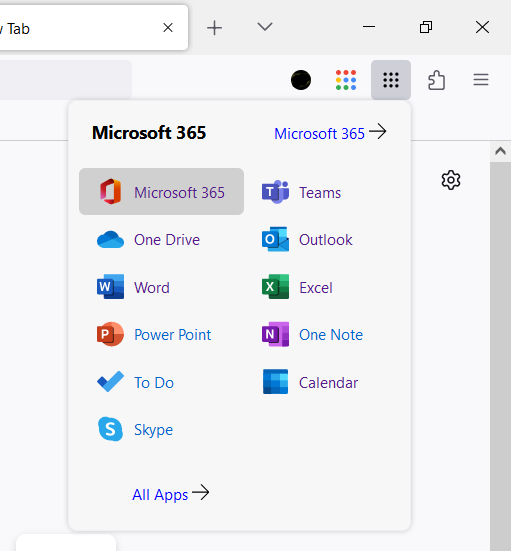 Tab
Microsoft 365 Microsoft 365
Microsoft 365 Teams
One Drive Outlook
Word Excel
Power Point One Note
To Do Calendar
Skype
All Apps